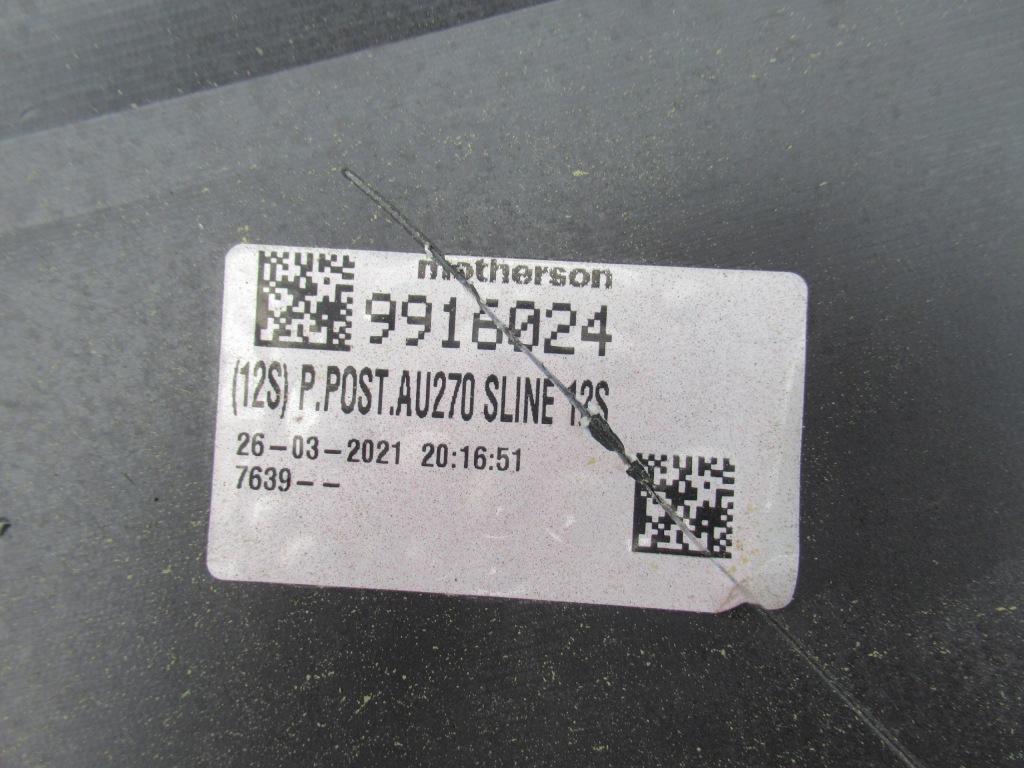 motherson
9916024
(12S) P.POST.AU270 SLINE 12S
26-03-2021 20:16:51
7639--